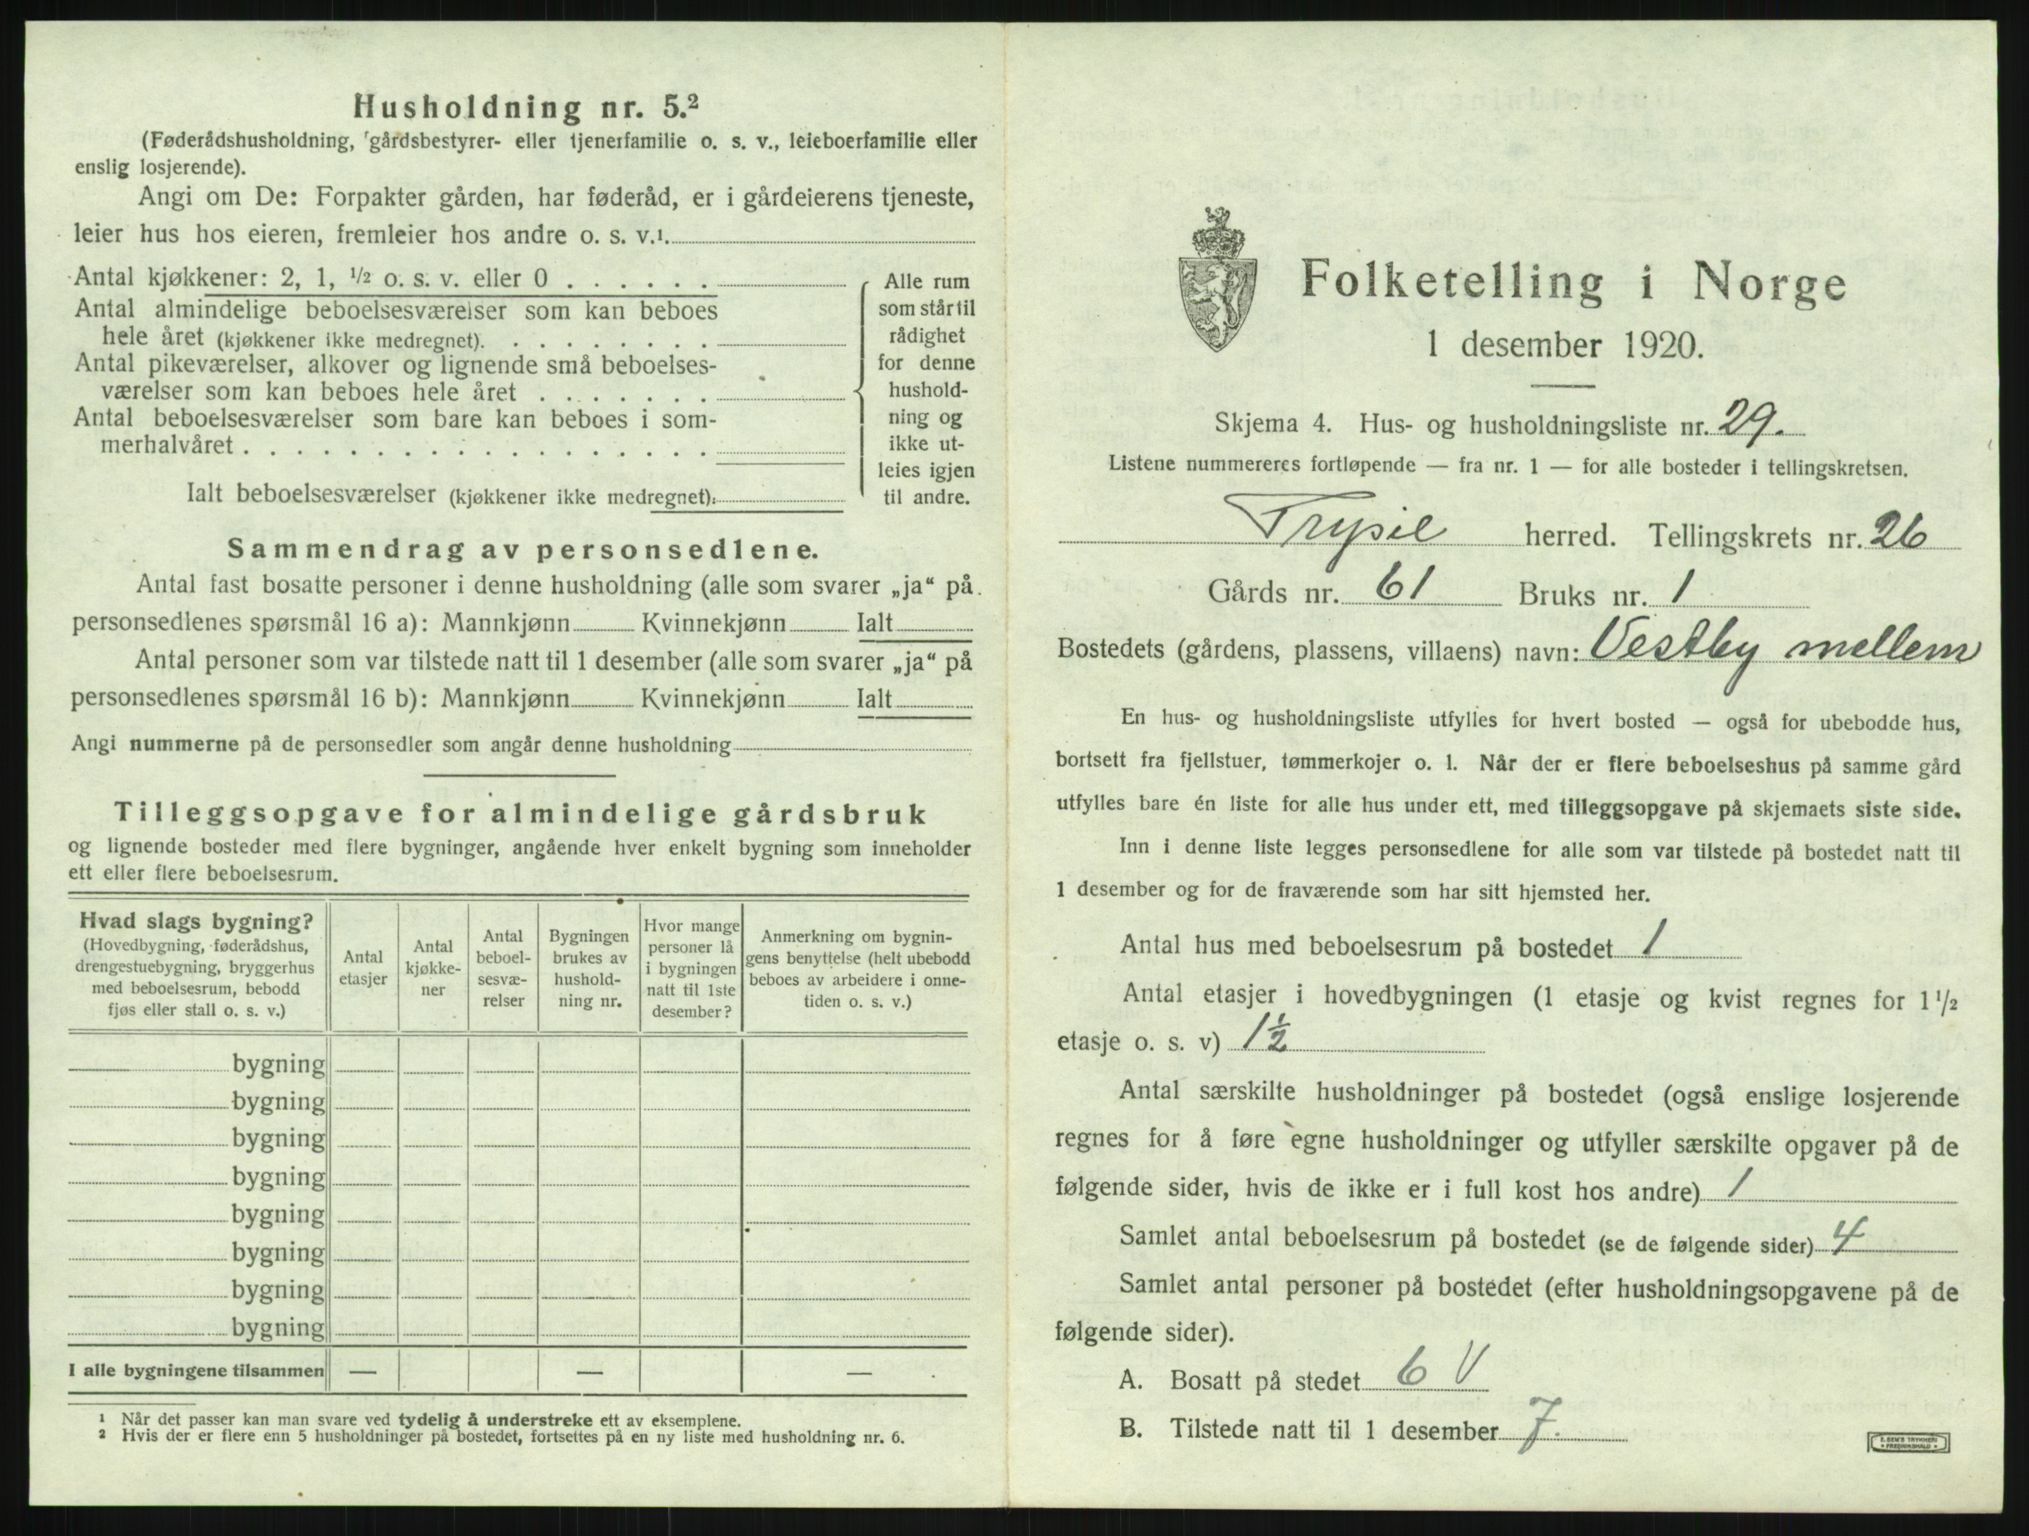 Husholdning nr. 5.²
(Føderådshusholdning, gårdsbestyrer- eller tjenerfamilie o. s. v., leieboerfamilie eller
enslig losjerende).
Angi om De: Forpakter gården, har føderåd, er i gårdeierens tjeneste,
leier hus hos eieren, fremleier hos andre o. s. v.¹
Antal kjøkkener: 2, 1, ½ o. s. v. eller 0 . . . . . .
Antal almindelige beboelsesværelser som kan beboes
hele året (kjøkkener ikke medregnet). . . . . . . . .
Antal pikeværelser, alkover og lignende små beboelses-
værelser som kan beboes hele året . . . . . . .
Antal beboelsesværelser som bare kan beboes i som-
merhalvåret . . . . . . . . . . . . . . . . . .
Ialt beboelsesværelser (kjøkkener ikke medregnet):
Alle rum
som står til
rådighet
for denne
hushold-
ning og
ikke ut-
leies igjen
til andre.
Sammendrag av personsedlene.
Antal fast bosatte personer i denne husholdning (alle som svarer „ja“ på
personsedlenes spørsmål 16 a): Mannkjønn Kvinnekjønn Ialt
Antal personer som var tilstede natt til 1 desember (alle som svarer „ja“ på
personsedlenes spørsmål 16 b): Mannkjønn Kvinnekjønn Ialt
Angi nummerne på de personsedler som angår denne husholdning
Tilleggsopgave for almindelige gårdsbruk
og lignende bosteder med flere bygninger, angående hver enkelt bygning som inneholder
ett eller flere beboelsesrum.
Hvad slags bygning?
(Hovedbygning, føderådshus,
drengestuebygning, bryggerhus
med beboelsesrum, bebodd
fjøs eller stall o. s. v.)
Antal
etasjer
Antal
kjøkke-
ner
Antal
beboel-
sesvæ-
relser
Bygningen
brukes av
hushold-
ning nr.
Hvor mange
personer lå
i bygningen
natt til 1ste
desember?
Anmerkning om bygnin-
gens benyttelse (helt ubebodd
beboes av arbeidere i onne-
tiden o. s. v.)
bygning
bygning
bygning
bygning
bygning
bygning
bygning
bygning
I alle bygningene tilsammen — — —
¹ Når det passer kan man svare ved tydelig å understreke ett av eksemplene.
² Hvis der er flere enn 5 husholdninger på bostedet, fortsettes på en ny liste med husholdning nr. 6.
Folketelling i Norge
1 desember 1920.
Skjema 4. Hus- og husholdningsliste nr. 29.
Listene nummereres fortløpende — fra nr. 1 — for alle bosteder i tellingskretsen.
Trysil herred. Tellingskrets nr. 26
Gårds nr. 61 Bruks nr. 1
Bostedets (gårdens, plassens, villaens) navn: Vestby mellem
En hus- og husholdningsliste utfylles for hvert bosted — også for ubebodde hus,
bortsett fra fjellstuer, tømmerkojer o. l. Når der er flere beboelseshus på samme gård
utfylles bare én liste for alle hus under ett, med tilleggsopgave på skjemaets siste side.
Inn i denne liste legges personsedlene for alle som var tilstede på bostedet natt til
1 desember og for de fraværende som har sitt hjemsted her.
Antal hus med beboelsesrum på bostedet 1
Antal etasjer i hovedbygningen (1 etasje og kvist regnes for 1 ½
etasje o. s. v) 1½
Antal særskilte husholdninger på bostedet (også enslige losjerende
regnes for å føre egne husholdninger og utfyller særskilte opgaver på de
følgende sider, hvis de ikke er i full kost hos andre) 1
Samlet antal beboelsesrum på bostedet (se de følgende sider) 4
Samlet antal personer på bostedet (efter husholdningsopgavene på de
følgende sider).
A. Bosatt på stedet 6 V
B. Tilstede natt til 1 desember 7.